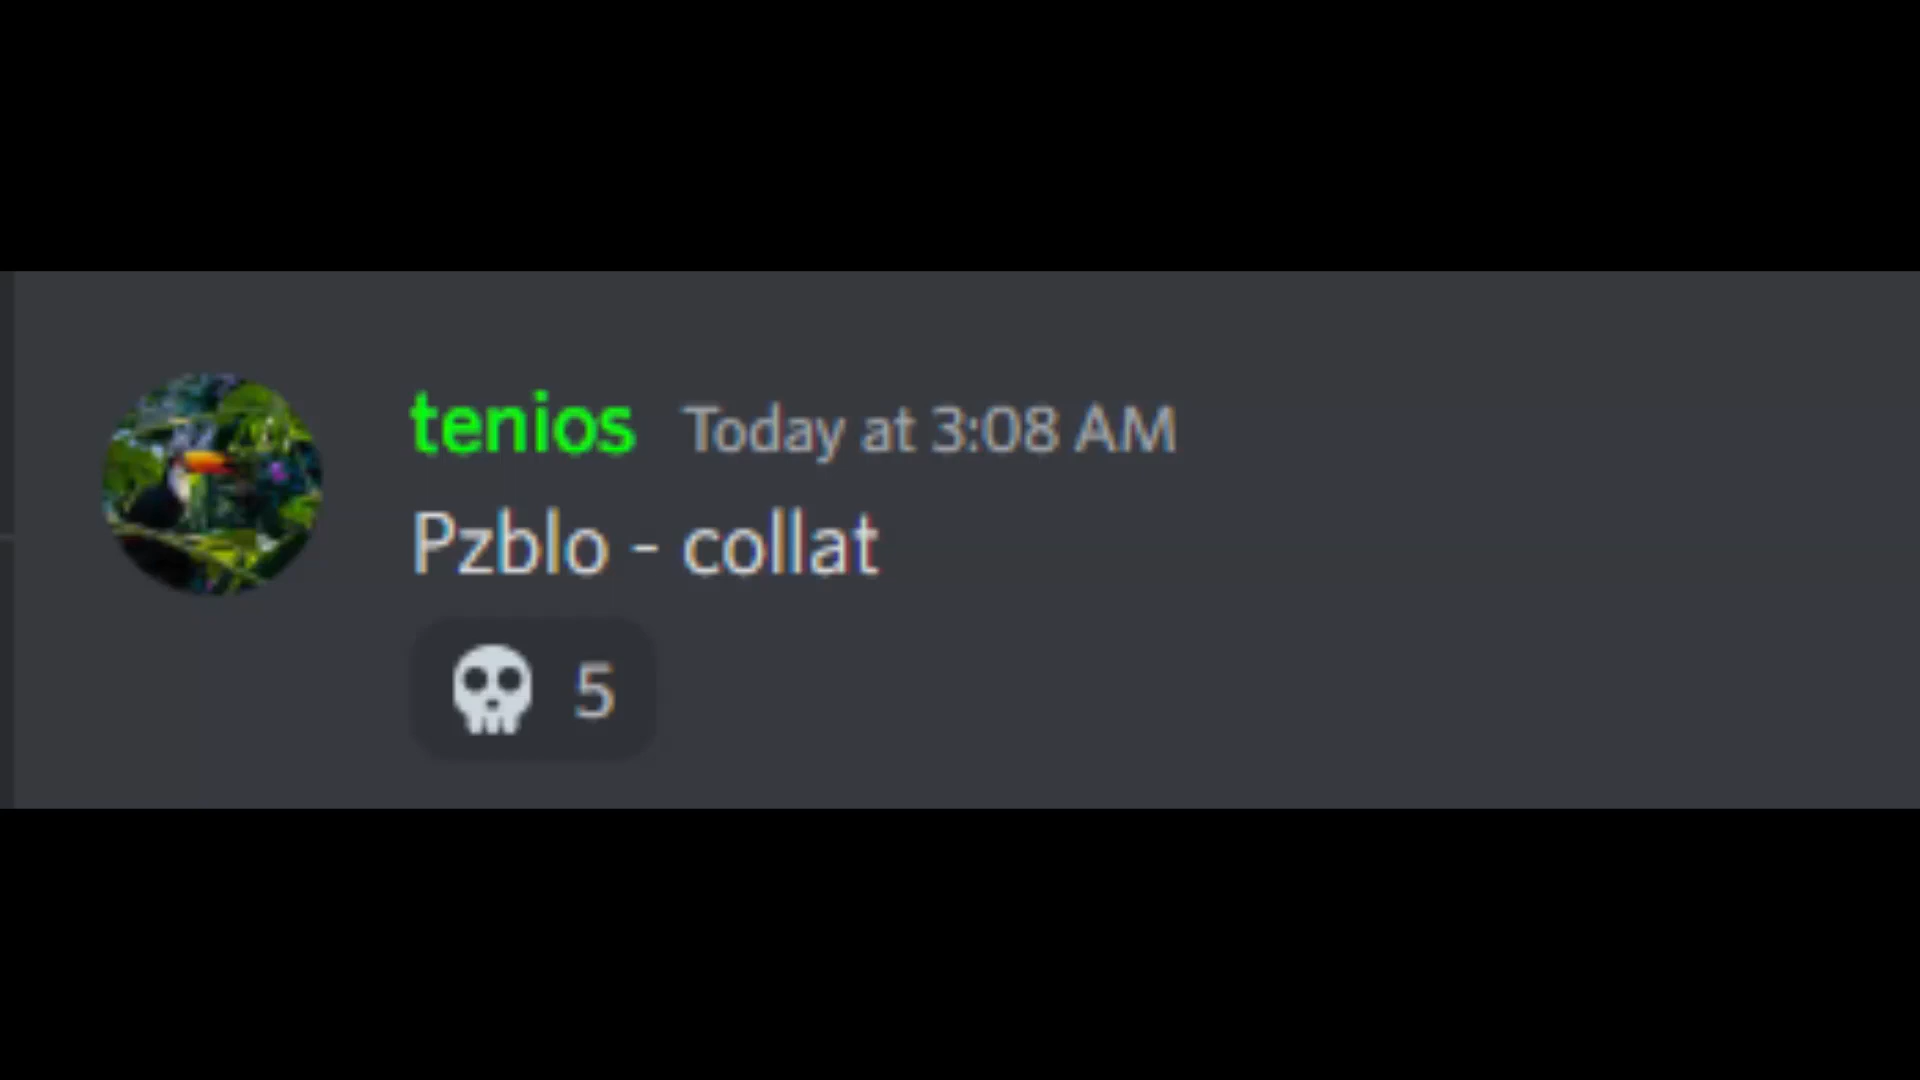 tenios Today at 3:08 AM
Pzblo - collat
💀 5